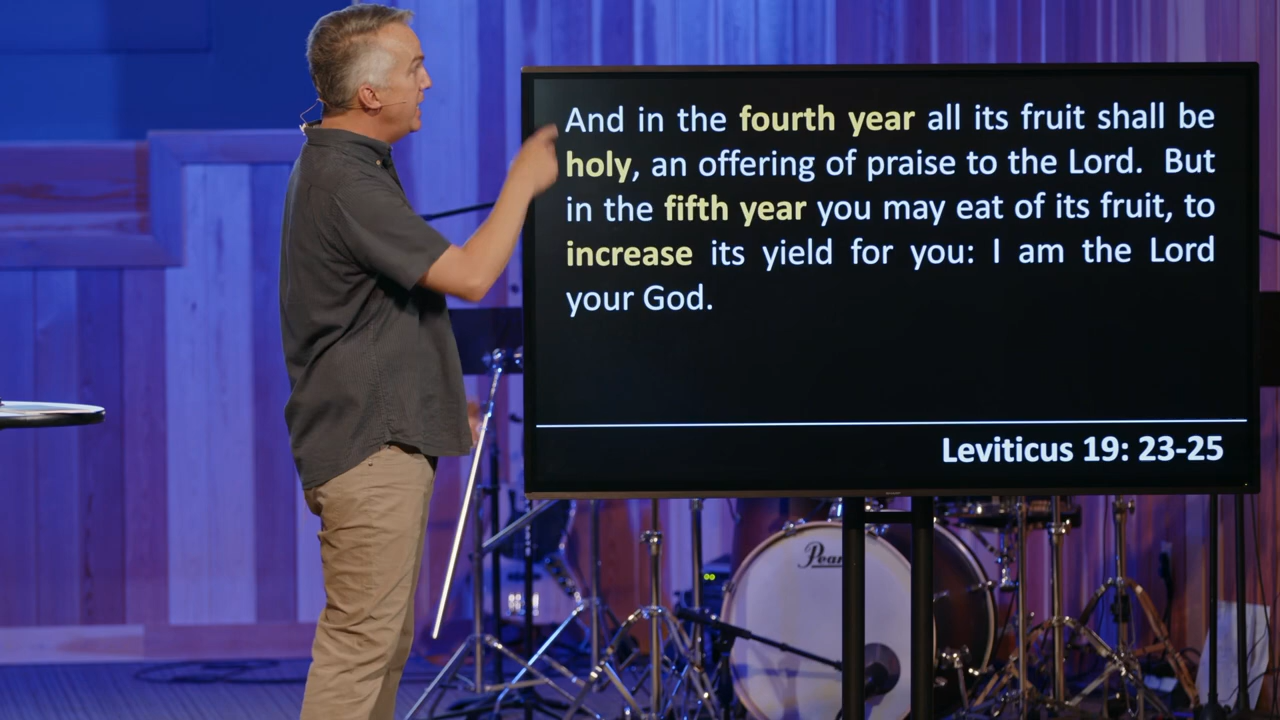 And in the fourth year all its fruit shall be
holy, an offering of praise to the Lord. But
in the fifth year you may eat of its fruit, to
increase its yield for you: I am the Lord
your God.
Leviticus 19: 23-25